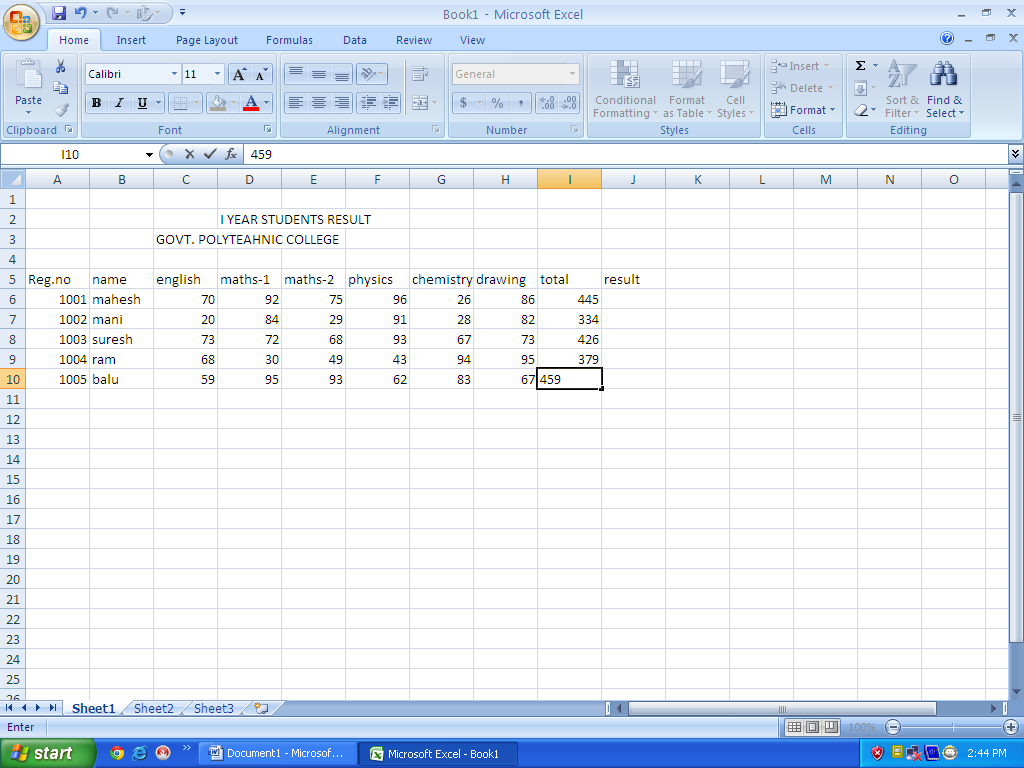 Book1 - Microsoft Excel
Home Insert Page Layout Formulas Data Review View
Calibri 11 General
Paste
B I U $ % ,
Conditional Formatting Format as Table Cell Styles
Insert
Delete
Format
Σ
Sort & Filter Find & Select
Clipboard Font Alignment Number Styles Cells Editing
I10 fx 459
A B C D E F G H I J K L M N O
1
2 I YEAR STUDENTS RESULT
3 GOVT. POLYTEAHNIC COLLEGE
4
5 Reg.no name english maths-1 maths-2 physics chemistry drawing total result
6 1001 mahesh 70 92 75 96 26 86 445
7 1002 mani 20 84 29 91 28 82 334
8 1003 suresh 73 72 68 93 67 73 426
9 1004 ram 68 30 49 43 94 95 379
10 1005 balu 59 95 93 62 83 67 459
11
12
13
14
15
16
17
18
19
20
21
22
23
24
25
26
Sheet1 Sheet2 Sheet3
Enter 100%
start Document1 - Microsof... Microsoft Excel - Book1 2:44 PM